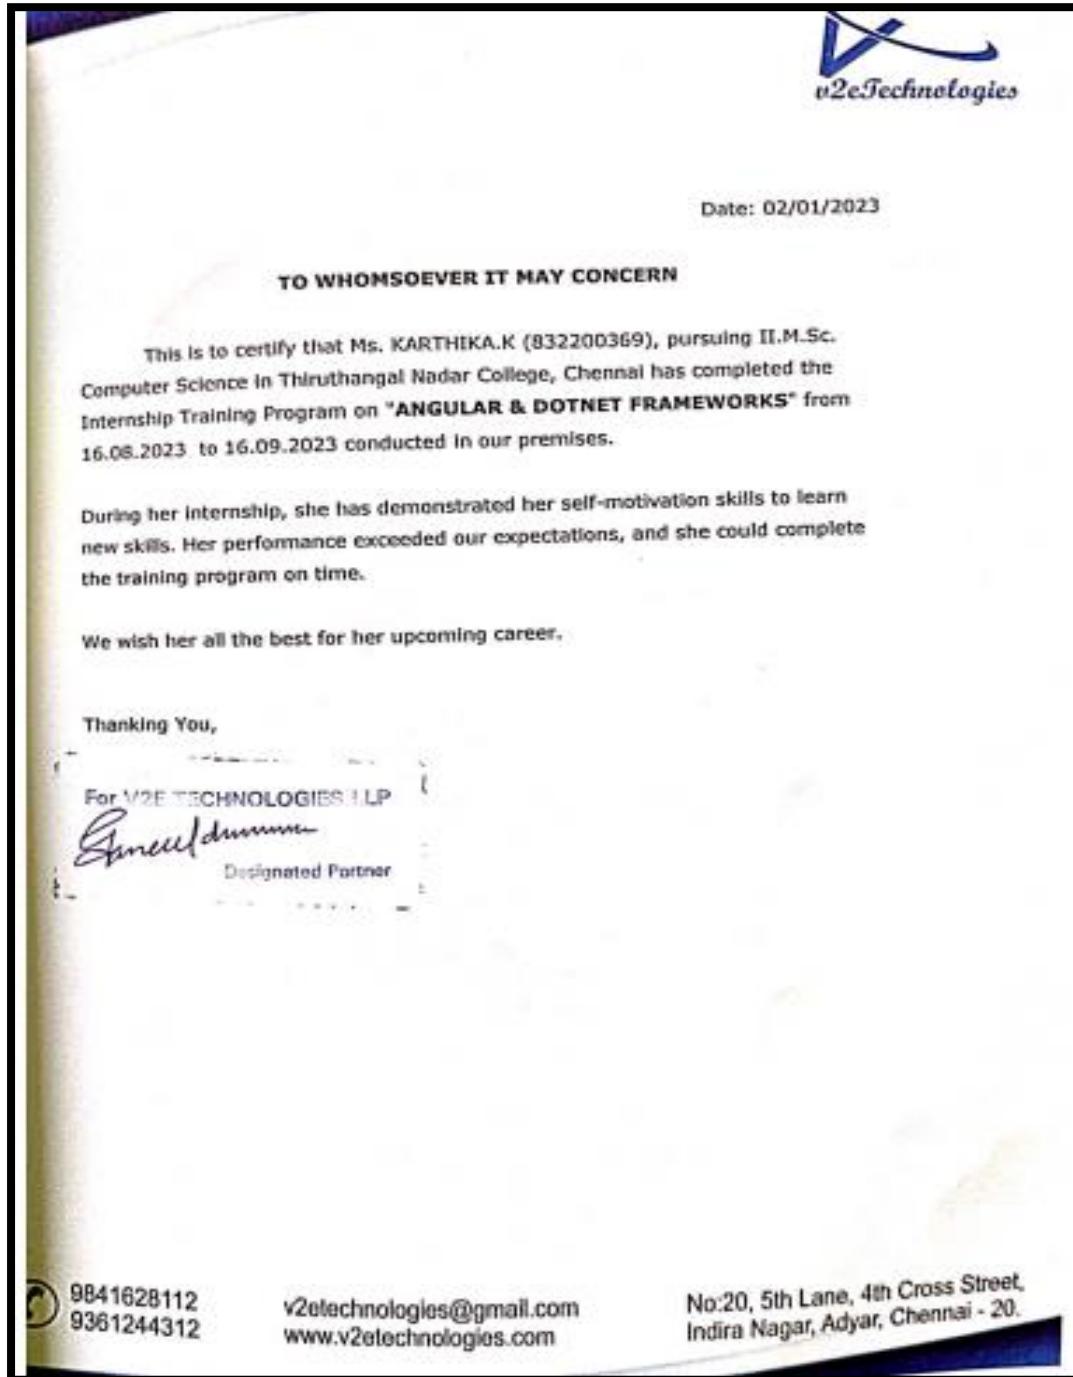 v2eTechnologies
Date: 02/01/2023
TO WHOMSOEVER IT MAY CONCERN
This is to certify that Ms. KARTHIKA.K (832200369), pursuing II.M.Sc.
Computer Science in Thiruthangal Nadar College, Chennai has completed the
Internship Training Program on "ANGULAR & DOTNET FRAMEWORKS" from
16.08.2023 to 16.09.2023 conducted in our premises.
During her internship, she has demonstrated her self-motivation skills to learn
new skills. Her performance exceeded our expectations, and she could complete
the training program on time.
We wish her all the best for her upcoming career.
Thanking You,
For V2E TECHNOLOGIES LLP
Designated Partner
9841628112
9361244312
v2etechnologies@gmail.com
www.v2etechnologies.com
No:20, 5th Lane, 4th Cross Street,
Indira Nagar, Adyar, Chennai - 20.